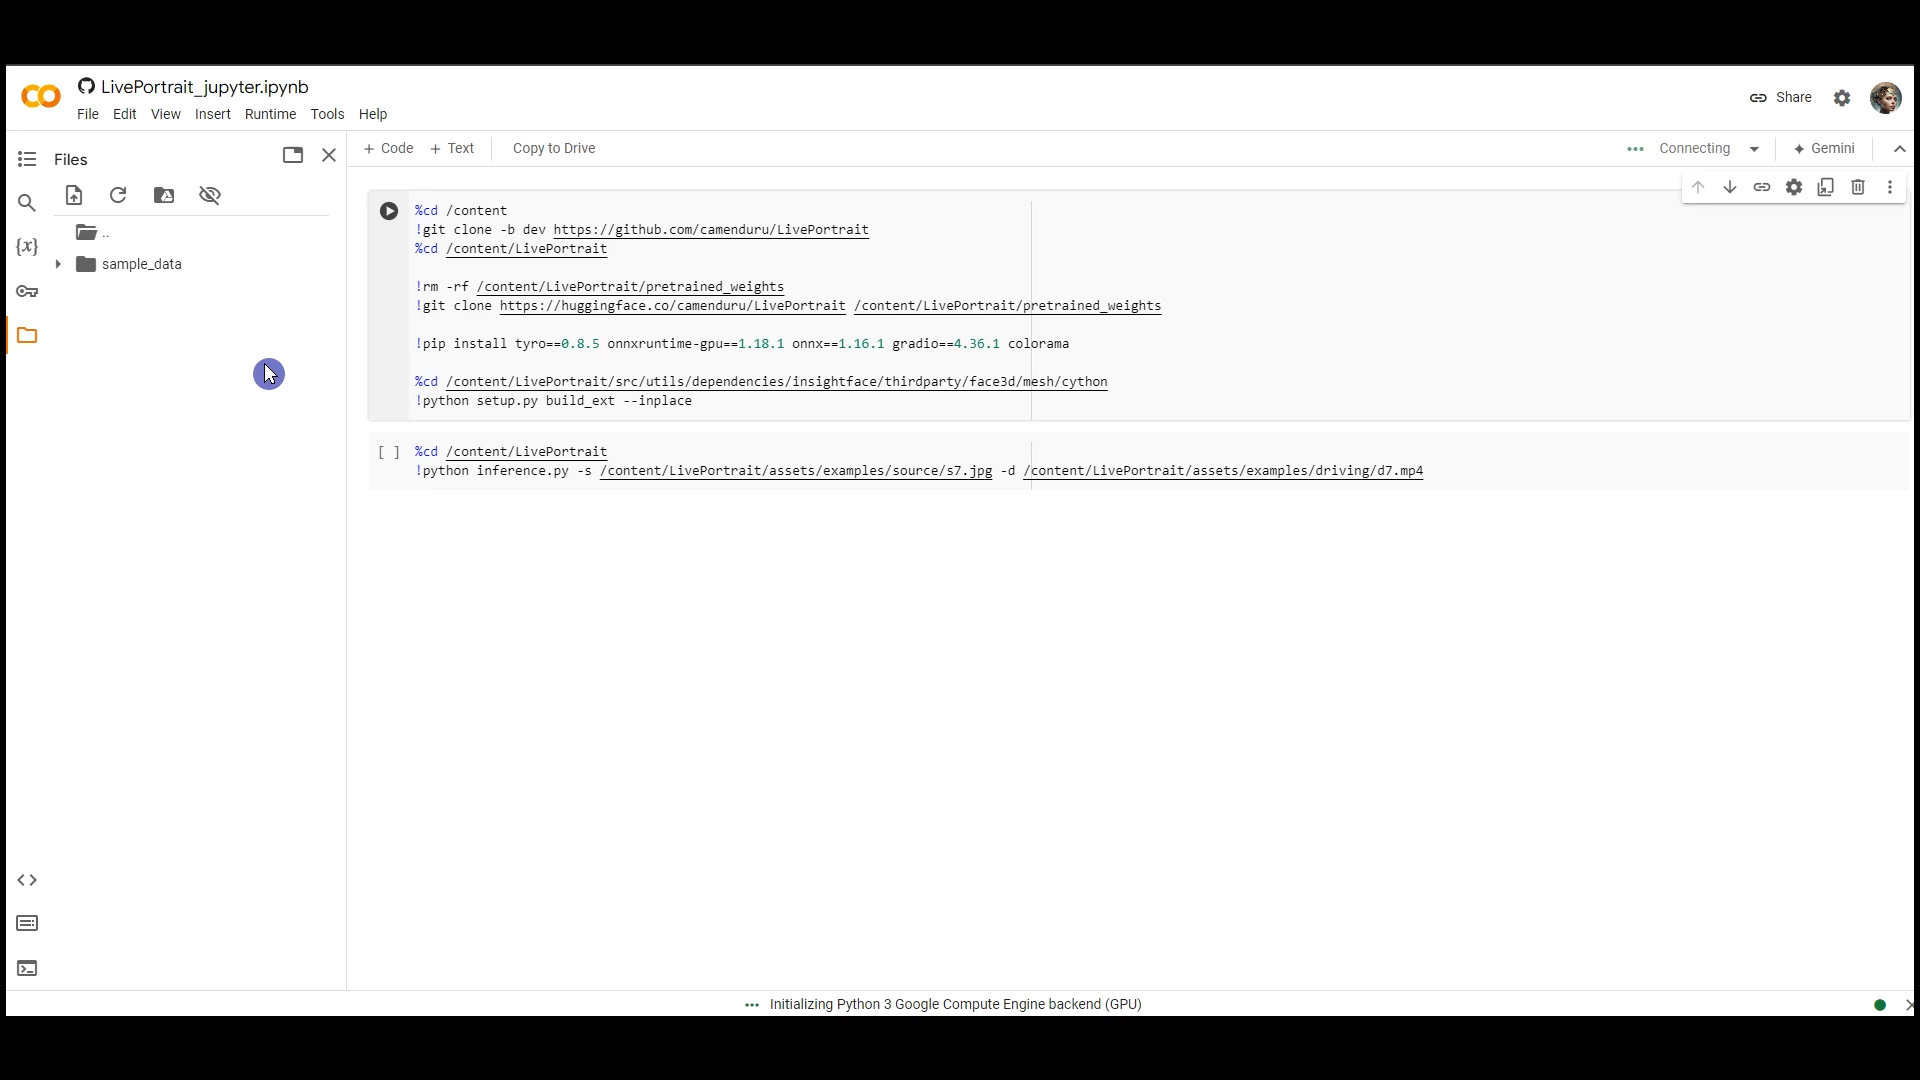 LivePortrait_jupyter.ipynb
File Edit View Insert Runtime Tools Help
Share
Files
+ Code + Text Copy to Drive
Connecting
Gemini
..
sample_data
{x}
%cd /content
!git clone -b dev https://github.com/camenduru/LivePortrait
%cd /content/LivePortrait
!rm -rf /content/LivePortrait/pretrained_weights
!git clone https://huggingface.co/camenduru/LivePortrait /content/LivePortrait/pretrained_weights
!pip install tyro==0.8.5 onnxruntime-gpu==1.18.1 onnx==1.16.1 gradio==4.36.1 colorama
%cd /content/LivePortrait/src/utils/dependencies/insightface/thirdparty/face3d/mesh/cython
!python setup.py build_ext --inplace
[ ] %cd /content/LivePortrait
!python inference.py -s /content/LivePortrait/assets/examples/source/s7.jpg -d /content/LivePortrait/assets/examples/driving/d7.mp4
Initializing Python 3 Google Compute Engine backend (GPU)